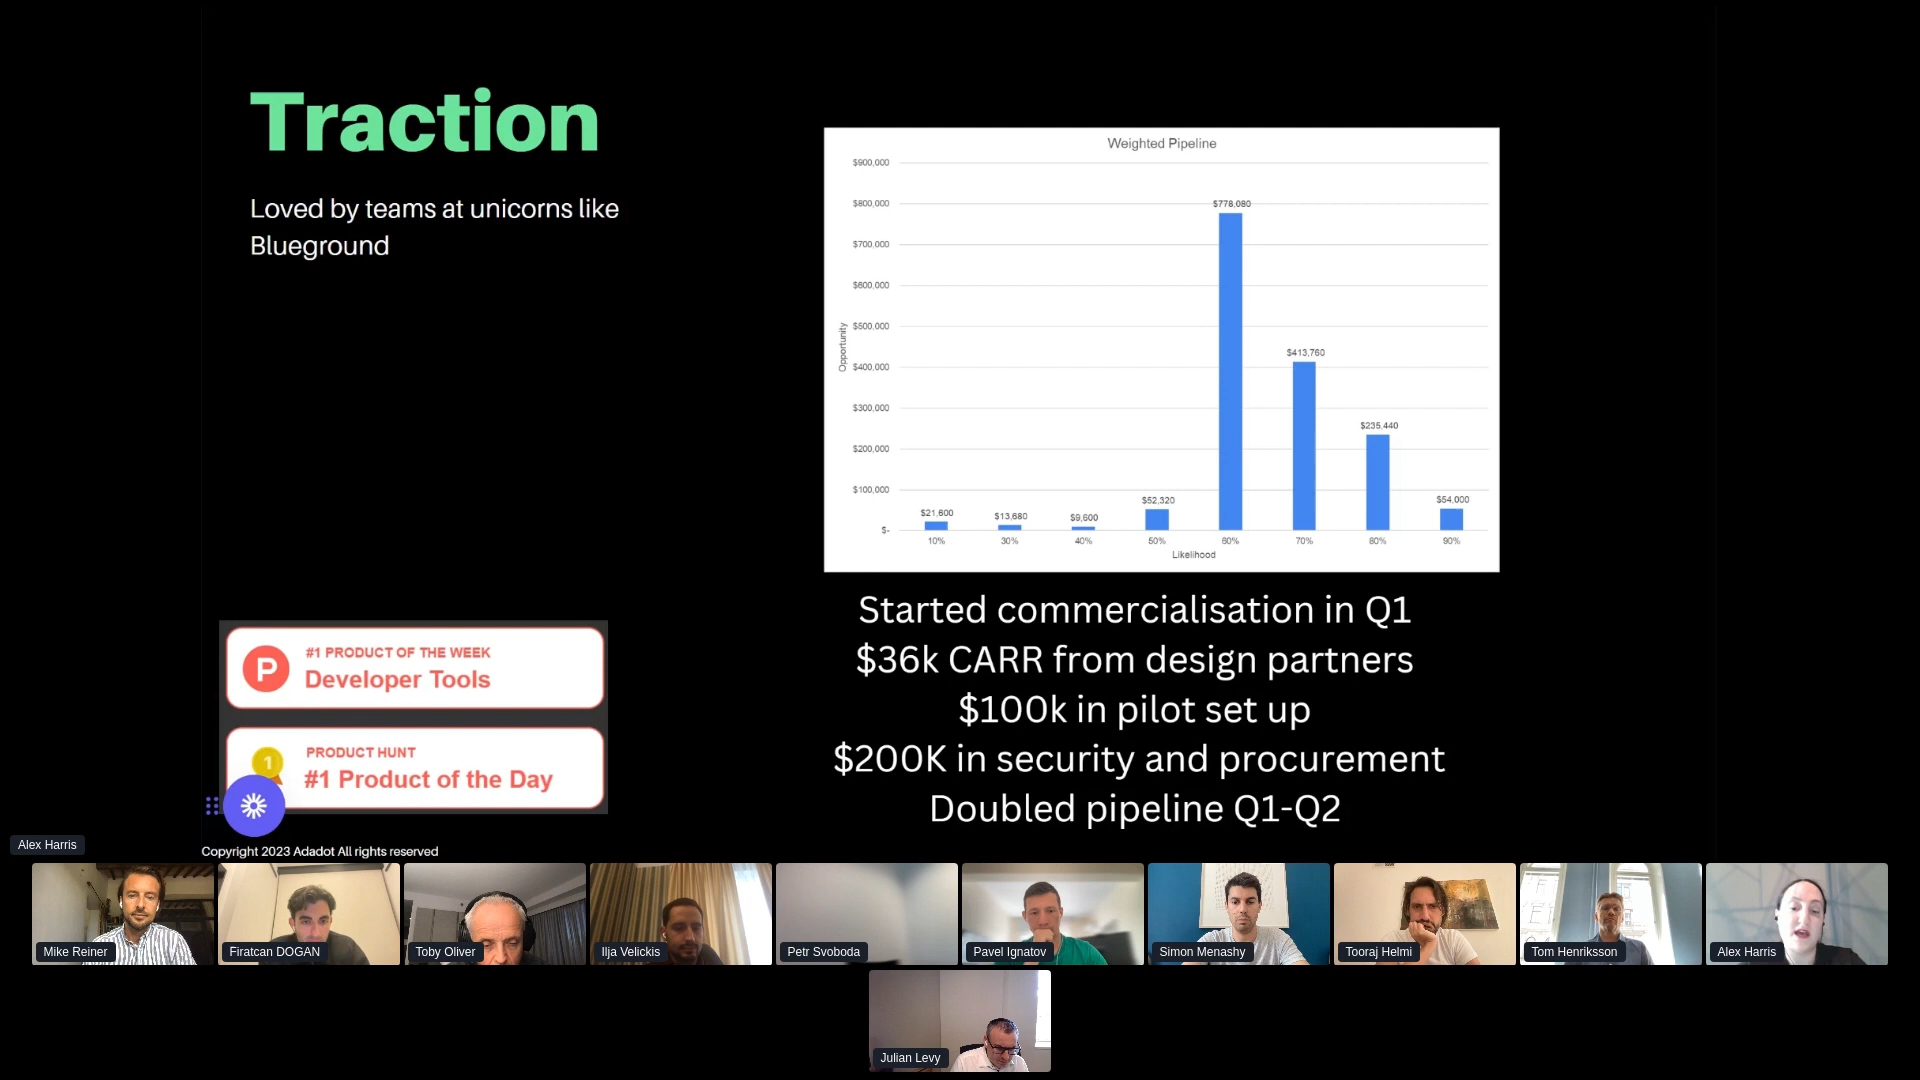 Traction
Loved by teams at unicorns like
Blueground
Weighted Pipeline
$900,000
$800,000
$700,000
$600,000
$500,000
$400,000
$300,000
$200,000
$100,000
$-
Opportunity
$21,600
$13,680
$9,600
$52,320
$778,080
$413,760
$235,440
$54,000
10%
30%
40%
50%
60%
70%
80%
90%
Likelihood
Started commercialisation in Q1
$36k CARR from design partners
$100k in pilot set up
$200K in security and procurement
Doubled pipeline Q1-Q2
P
#1 PRODUCT OF THE WEEK
Developer Tools
1
PRODUCT HUNT
#1 Product of the Day
Alex Harris
Copyright 2023 Adadot All rights reserved
Mike Reiner
Firatcan DOGAN
Toby Oliver
Ilja Velickis
Petr Svoboda
Pavel Ignatov
Simon Menashy
Tooraj Helmi
Tom Henriksson
Alex Harris
Julian Levy